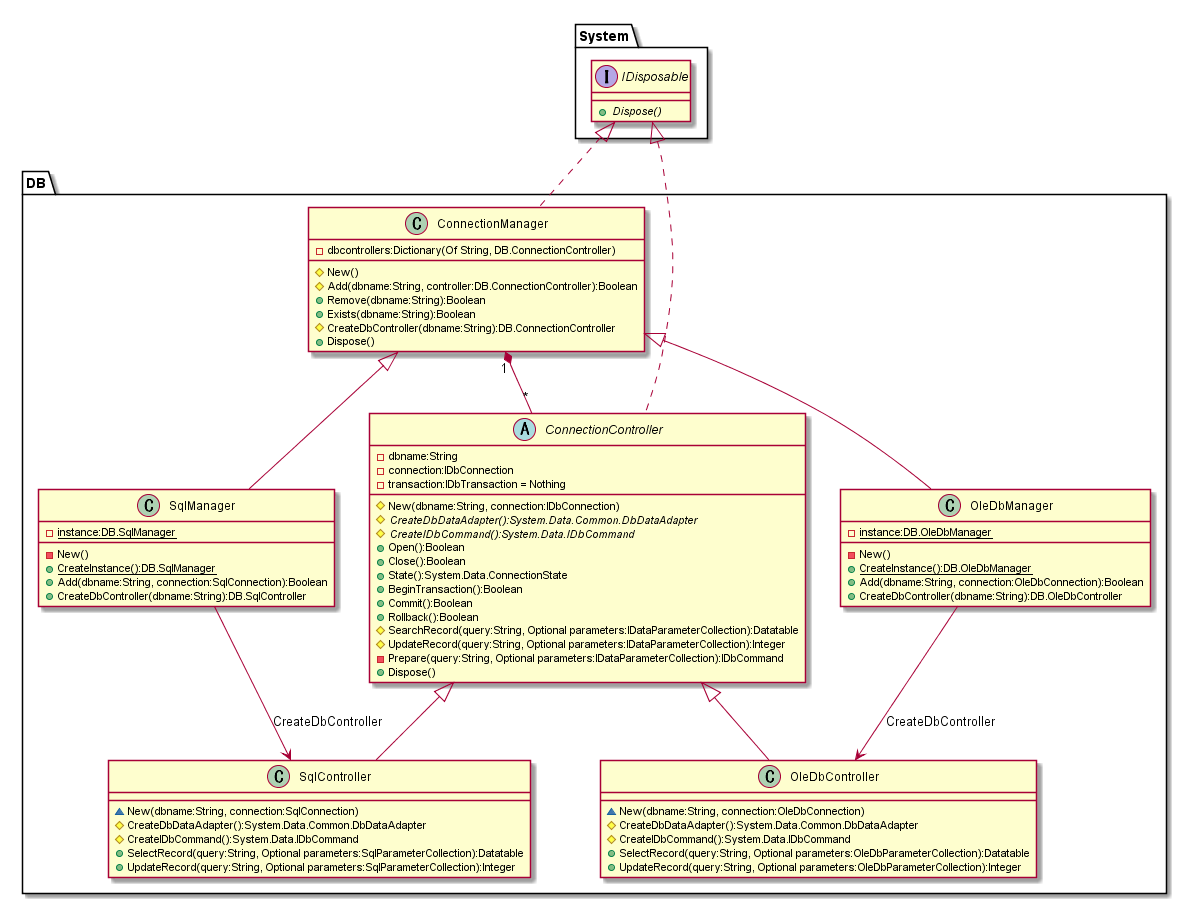 System
I IDisposable
Dispose()
DB
C ConnectionManager
dbcontrollers:Dictionary(Of String, DB.ConnectionController)
New()
Add(dbname:String, controller:DB.ConnectionController):Boolean
Remove(dbname:String):Boolean
Exists(dbname:String):Boolean
CreateDbController(dbname:String):DB.ConnectionController
Dispose()
1
*
A ConnectionController
dbname:String
connection:IDbConnection
transaction:IDbTransaction = Nothing
New(dbname:String, connection:IDbConnection)
CreateDbDataAdapter():System.Data.Common.DbDataAdapter
CreateIDbCommand():System.Data.IDbCommand
Open():Boolean
Close():Boolean
State():System.Data.ConnectionState
BeginTransaction():Boolean
Commit():Boolean
Rollback():Boolean
SearchRecord(query:String, Optional parameters:IDataParameterCollection):Datatable
UpdateRecord(query:String, Optional parameters:IDataParameterCollection):Integer
Prepare(query:String, Optional parameters:IDataParameterCollection):IDbCommand
Dispose()
C SqlManager
instance:DB.SqlManager
New()
CreateInstance():DB.SqlManager
Add(dbname:String, connection:SqlConnection):Boolean
CreateDbController(dbname:String):DB.SqlController
C OleDbManager
instance:DB.OleDbManager
New()
CreateInstance():DB.OleDbManager
Add(dbname:String, connection:OleDbConnection):Boolean
CreateDbController(dbname:String):DB.OleDbController
CreateDbController
CreateDbController
C SqlController
New(dbname:String, connection:SqlConnection)
CreateDbDataAdapter():System.Data.Common.DbDataAdapter
CreateIDbCommand():System.Data.IDbCommand
SelectRecord(query:String, Optional parameters:SqlParameterCollection):Datatable
UpdateRecord(query:String, Optional parameters:SqlParameterCollection):Integer
C OleDbController
New(dbname:String, connection:OleDbConnection)
CreateDbDataAdapter():System.Data.Common.DbDataAdapter
CreateIDbCommand():System.Data.IDbCommand
SelectRecord(query:String, Optional parameters:OleDbParameterCollection):Datatable
UpdateRecord(query:String, Optional parameters:OleDbParameterCollection):Integer